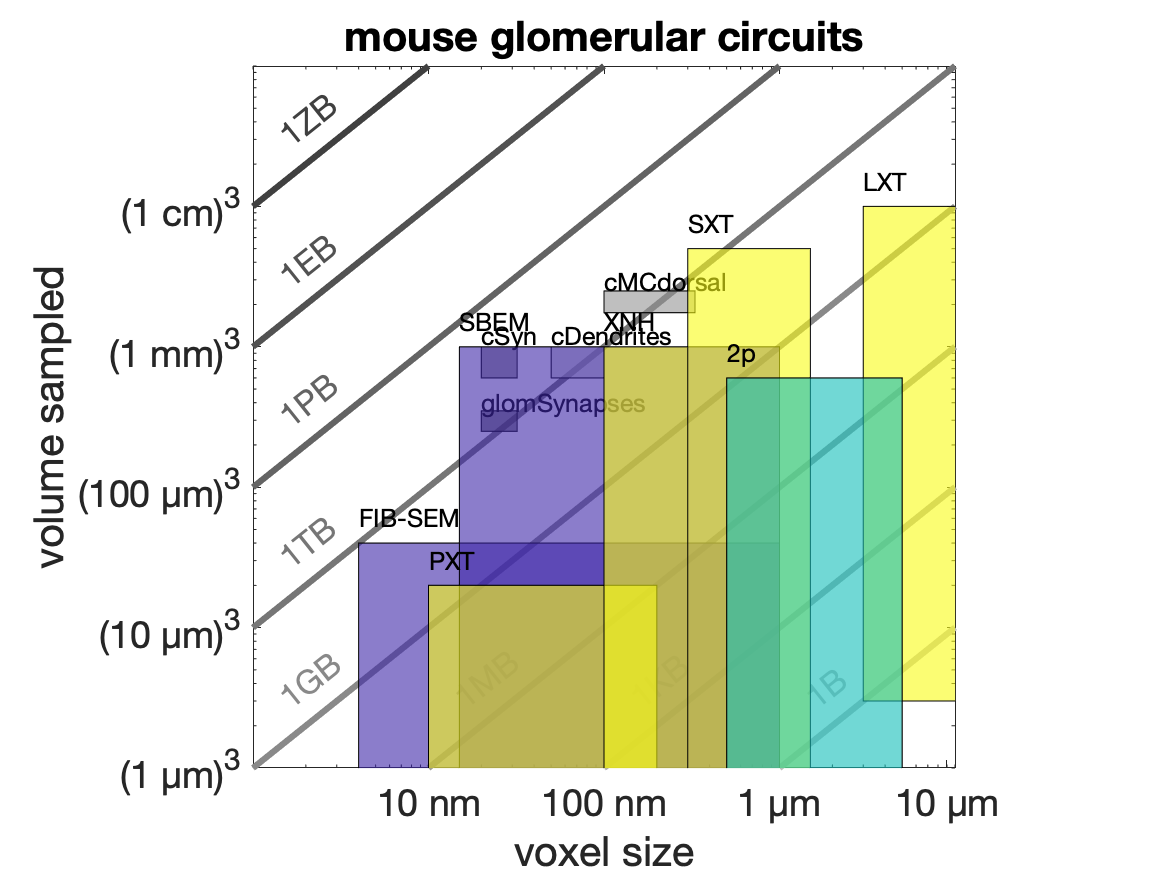 mouse glomerular circuits
1ZB
LXT
(1 cm)³
SXT
1EB
cMCdorsal
SBEM
XNH
cSyn
cDendrites
(1 mm)³
2p
1PB
glomSynapses
(100 µm)³
FIB-SEM
1TB
PXT
(10 µm)³
1GB
1MB
1KB
1B
(1 µm)³
10 nm
100 nm
1 µm
10 µm
voxel size
volume sampled